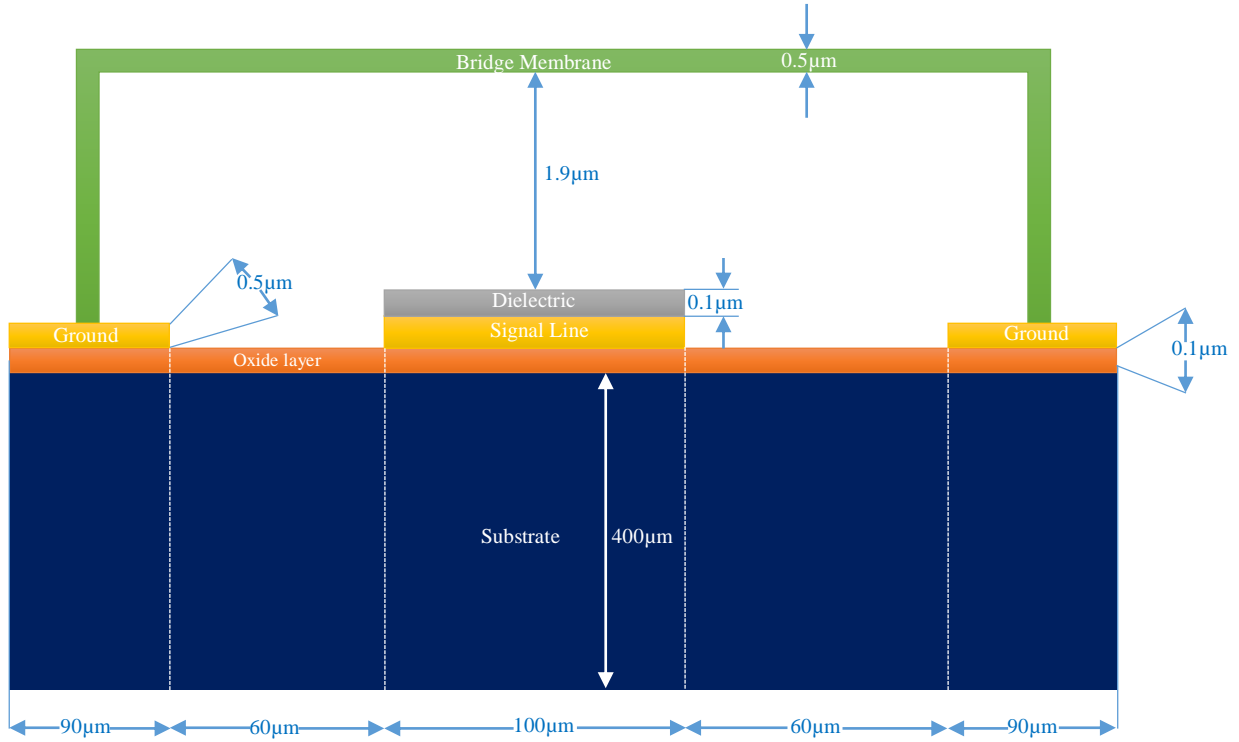 Bridge Membrane
0.5μm
1.9μm
0.5μm
Dielectric
0.1μm
Ground
Signal Line
Ground
0.1μm
Oxide layer
Substrate
400μm
90μm
60μm
100μm
60μm
90μm